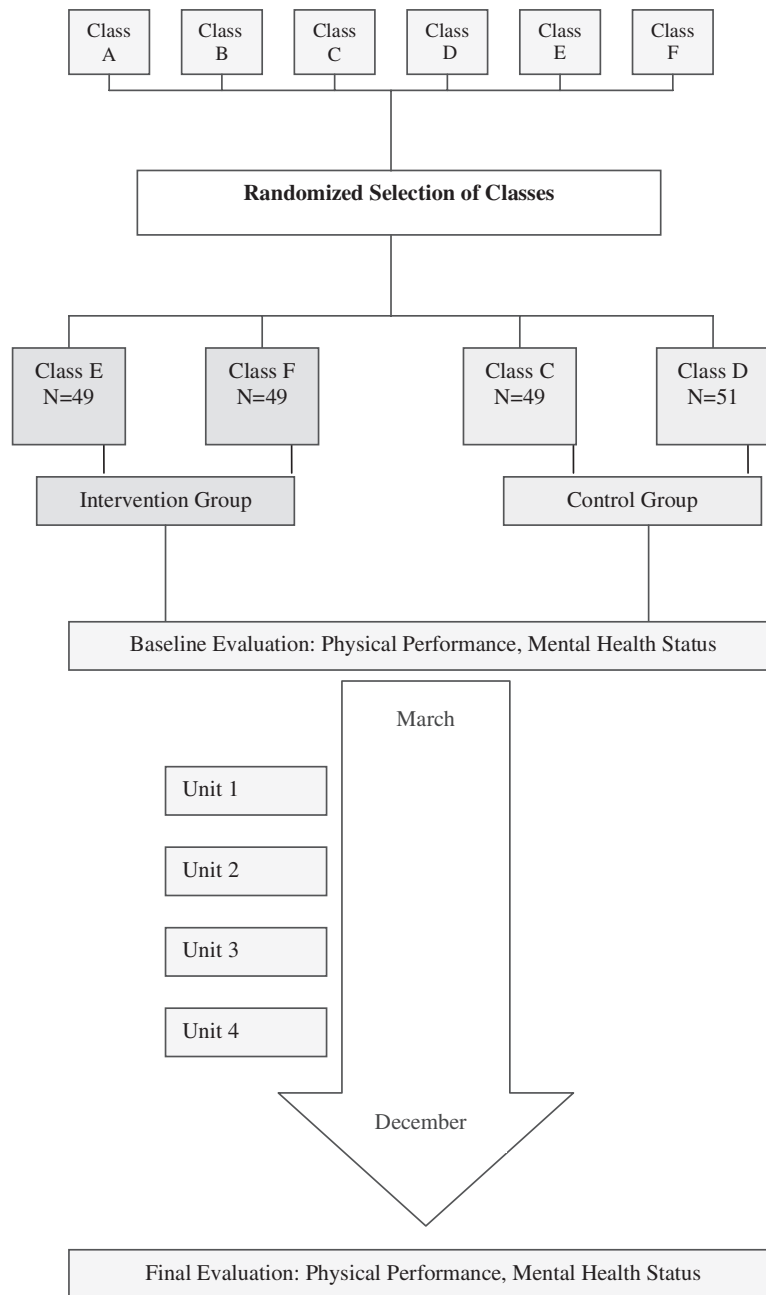 Class
A
Class
B
Class
C
Class
D
Class
E
Class
F
Randomized Selection of Classes
Class E
N=49
Class F
N=49
Class C
N=49
Class D
N=51
Intervention Group
Control Group
Baseline Evaluation: Physical Performance, Mental Health Status
March
Unit 1
Unit 2
Unit 3
Unit 4
December
Final Evaluation: Physical Performance, Mental Health Status